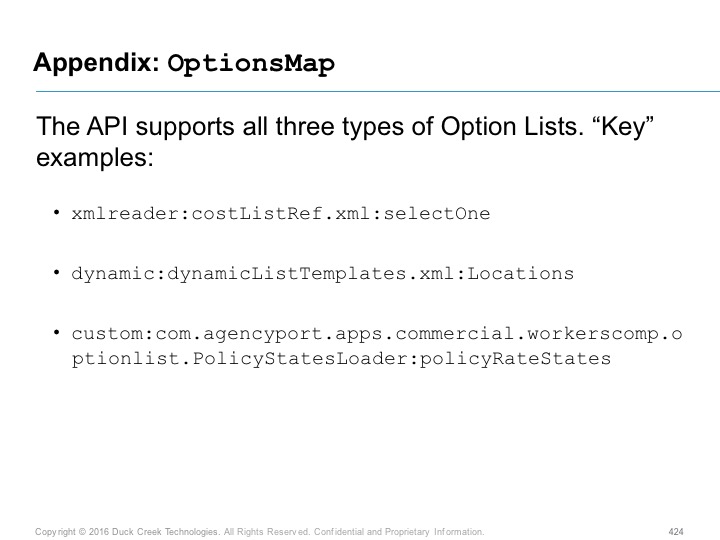 Appendix: OptionsMap
The API supports all three types of Option Lists. “Key”
examples:
• xmlreader:costListRef.xml:selectOne
• dynamic:dynamicListTemplates.xml:Locations
• custom:com.agencyport.apps.commercial.workerscomp.o
ptionlist.PolicyStatesLoader:policyRateStates
Copyright © 2016 Duck Creek Technologies. All Rights Reserved. Confidential and Proprietary Information.
424